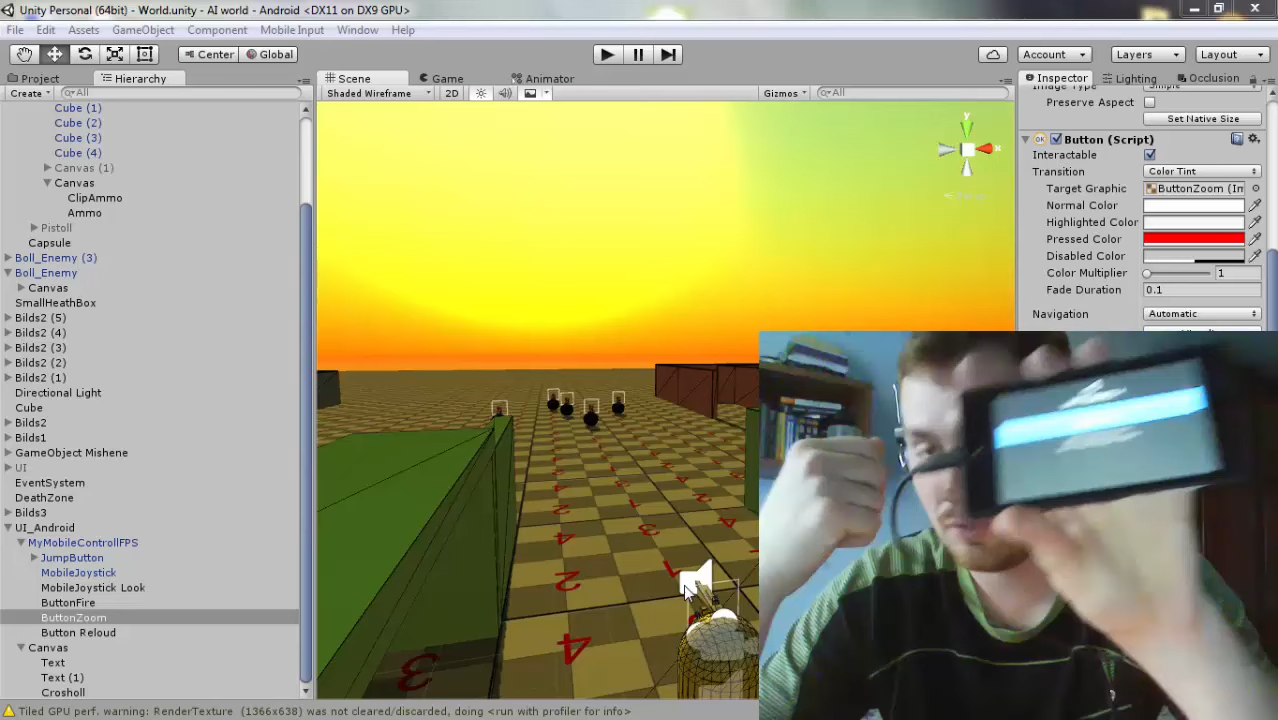 Unity Personal (64bit) - World.unity - AI world - Android <DX11 on DX9 GPU>
File Edit Assets GameObject Component Mobile Input Window Help
Center Global Account Layers Layout
Project Hierarchy Scene Game Animator Inspector Lighting Occlusion
Create All Shaded Wireframe 2D Gizmos All
Preserve Aspect
Set Native Size
Cube (1)
Cube (2)
Cube (3)
Cube (4)
Canvas (1)
Canvas
ClipAmmo
Ammo
Pistoll
Capsule
Boll_Enemy (3)
Boll_Enemy
Canvas
SmallHeathBox
Bilds2 (5)
Bilds2 (4)
Bilds2 (3)
Bilds2 (2)
Bilds2 (1)
Directional Light
Cube
Bilds2
Bilds1
GameObject Mishene
UI
EventSystem
DeathZone
Bilds3
UI_Android
MyMobileControllFPS
JumpButton
MobileJoystick
MobileJoystick Look
ButtonFire
ButtonZoom
Button Reloud
Canvas
Text
Text (1)
Crosholl
y
x
Button (Script)
Interactable
Transition Color Tint
Target Graphic ButtonZoom (Im
Normal Color
Highlighted Color
Pressed Color
Disabled Color
Color Multiplier 1
Fade Duration 0.1
Navigation Automatic
2
3
2
1
3
Tiled GPU perf. warning: RenderTexture (1366x638) was not cleared/discarded, doing <run with profiler for info>